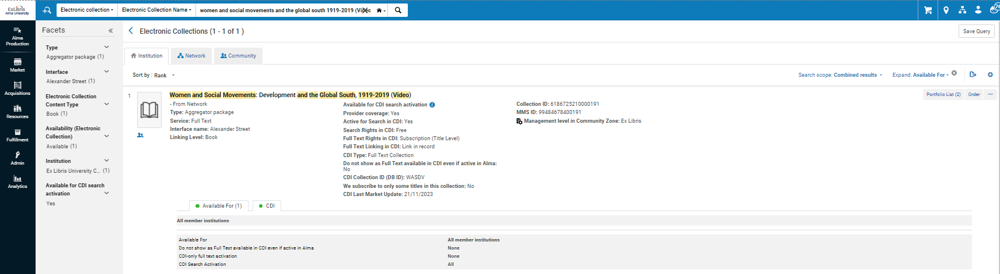 ExLibris
Alma University
Electronic collection
Electronic Collection Name
women and social movements and the global south 1919-2019 (Video
76
Alma Production
Market
Acquisitions
Resources
Fulfillment
Admin
Analytics
Facets
Type
Aggregator package (1)
Interface
Alexander Street (1)
Electronic Collection
Content Type
Book (1)
Availability (Electronic
Collection)
Available (1)
Institution
Ex Libris University C... (1)
Available for CDI search
activation
Yes
Electronic Collections (1 - 1 of 1 )
Save Query
Institution
Network
Community
Sort by : Rank
Search scope: Combined results
Expand: Available For
1
Women and Social Movements: Development and the Global South, 1919-2019 (Video)
Portfolio List (2)
Order
- From Network
Type: Aggregator package
Service: Full Text
Interface name: Alexander Street
Linking Level: Book
Available for CDI search activation
Provider coverage: Yes
Active for Search in CDI: Yes
Search Rights in CDI: Free
Full Text Rights in CDI: Subscription (Title Level)
Full Text Linking in CDI: Link in record
CDI Type: Full Text Collection
Do not show as Full Text available in CDI even if active in Alma:
No
CDI Collection ID (DB ID): WASDV
We subscribe to only some titles in this collection: No
CDI Last Market Update: 21/11/2023
Collection ID: 6186725210000191
MMS ID: 99484678400191
Management level in Community Zone: Ex Libris
Available For (1)
CDI
All member institutions
Available For All member institutions
Do not show as Full Text available in CDI even if active in Alma None
CDI-only full text activation None
CDI Search Activation All